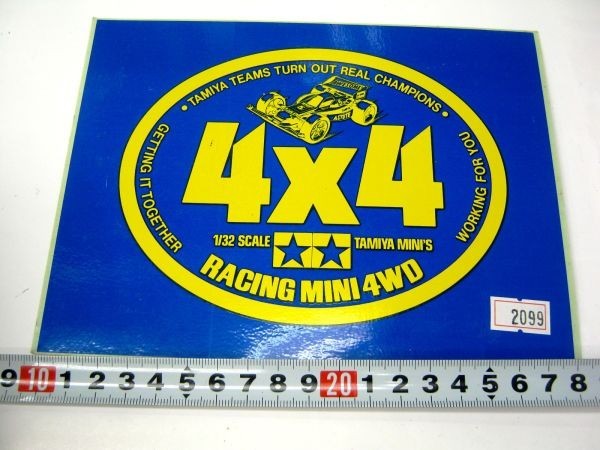 • TAMIYA TEAMS TURN OUT REAL CHAMPIONS •
GETTING IT TOGETHER
WORKING FOR YOU
4x4
1/32 SCALE
TAMIYA MINI'S
RACING MINI 4WD
2099
9 10 1 2 3 4 5 6 7 8 9 20 1 2 3 4 5 6 7 8